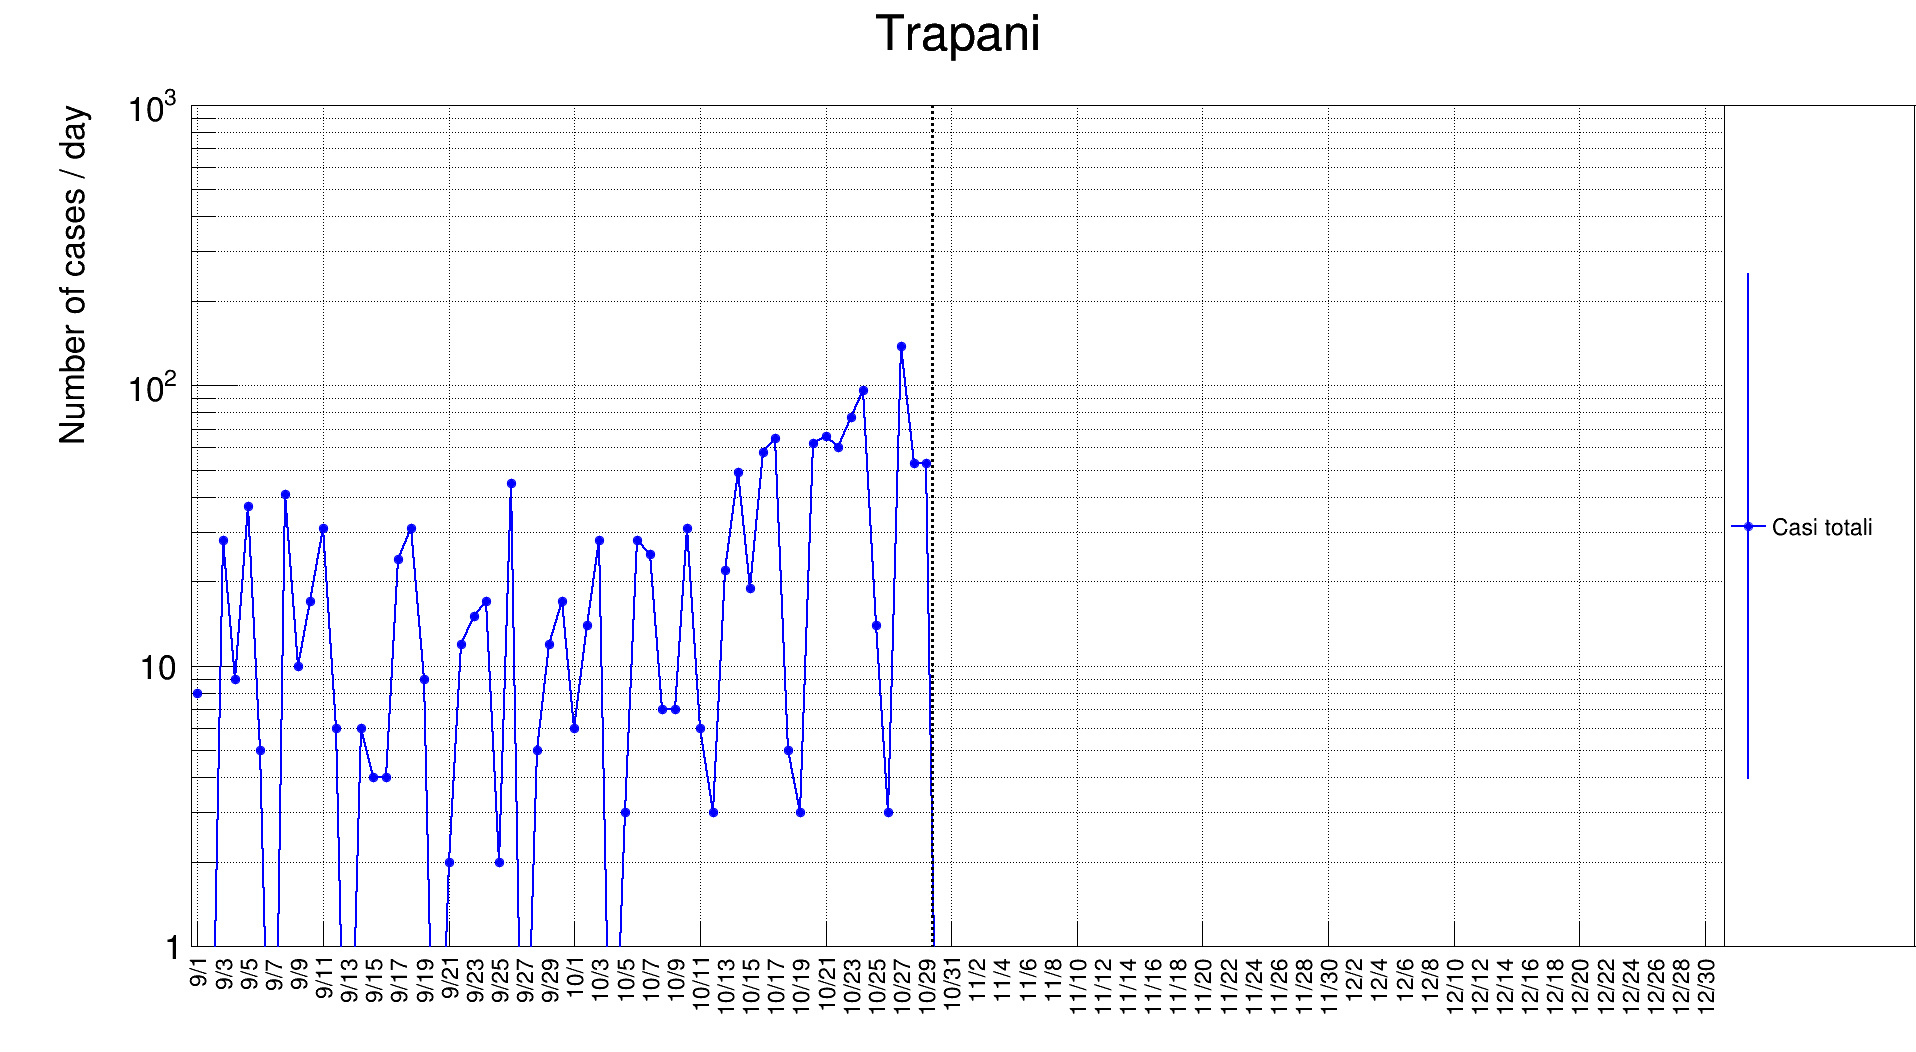 Trapani
Number of cases / day
10³
10²
10
1
9/1 9/3 9/5 9/7 9/9 9/11 9/13 9/15 9/17 9/19 9/21 9/23 9/25 9/27 9/29 10/1 10/3 10/5 10/7 10/9 10/11 10/13 10/15 10/17 10/19 10/21 10/23 10/25 10/27 10/29 10/31 11/2 11/4 11/6 11/8 11/10 11/12 11/14 11/16 11/18 11/20 11/22 11/24 11/26 11/28 11/30 12/2 12/4 12/6 12/8 12/10 12/12 12/14 12/16 12/18 12/20 12/22 12/24 12/26 12/28 12/30
Casi totali